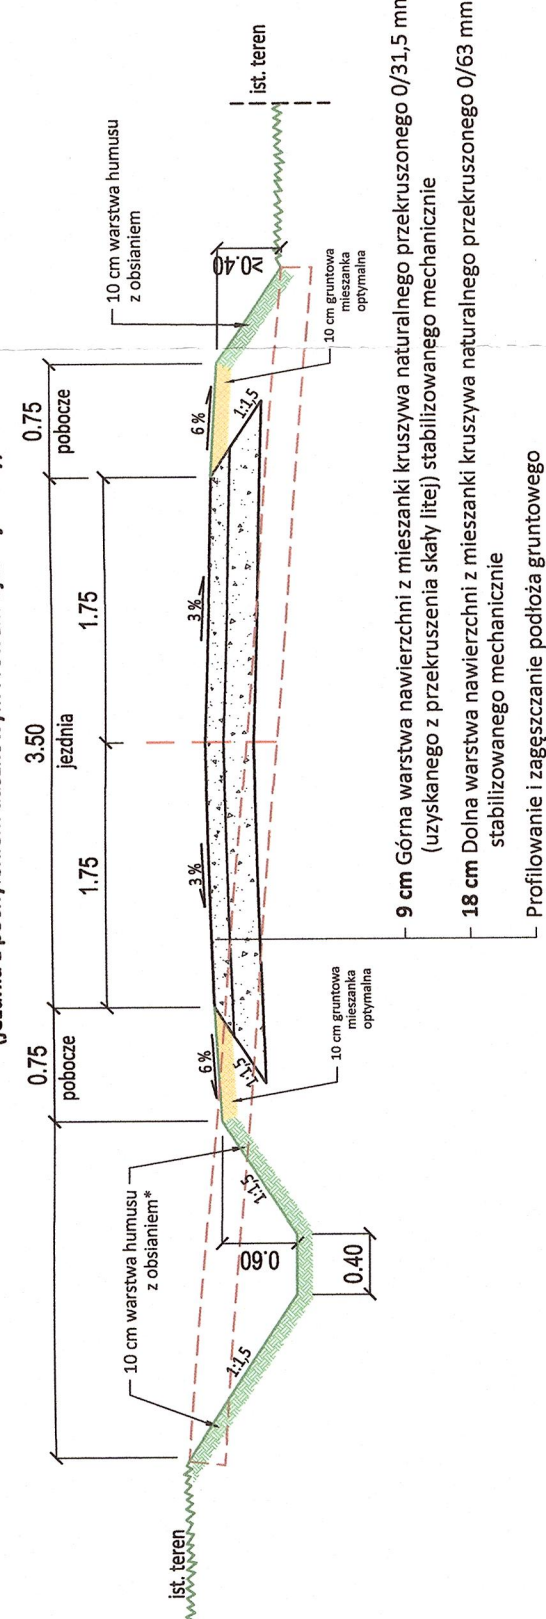 0.75
3.50
0.75
pobocze
jezdnia
pobocze
1.75
1.75
10 cm warstwa humusu
z obsianiem*
10 cm warstwa humusu
z obsianiem
ist. teren
ist. teren
6 %
3 %
3 %
6 %
1:1,5
1:1,5
1:1,5
1:1,5
0.60
0.40
≥0.40
10 cm gruntowa
mieszanka
optymalna
10 cm gruntowa
mieszanka
optymalna
9 cm Górna warstwa nawierzchni z mieszanki kruszywa naturalnego przekruszonego 0/31,5 mm
(uzyskanego z przekruszenia skały litej) stabilizowanego mechanicznie
18 cm Dolna warstwa nawierzchni z mieszanki kruszywa naturalnego przekruszonego 0/63 mm
stabilizowanego mechanicznie
Profilowanie i zagęszczanie podłoża gruntowego